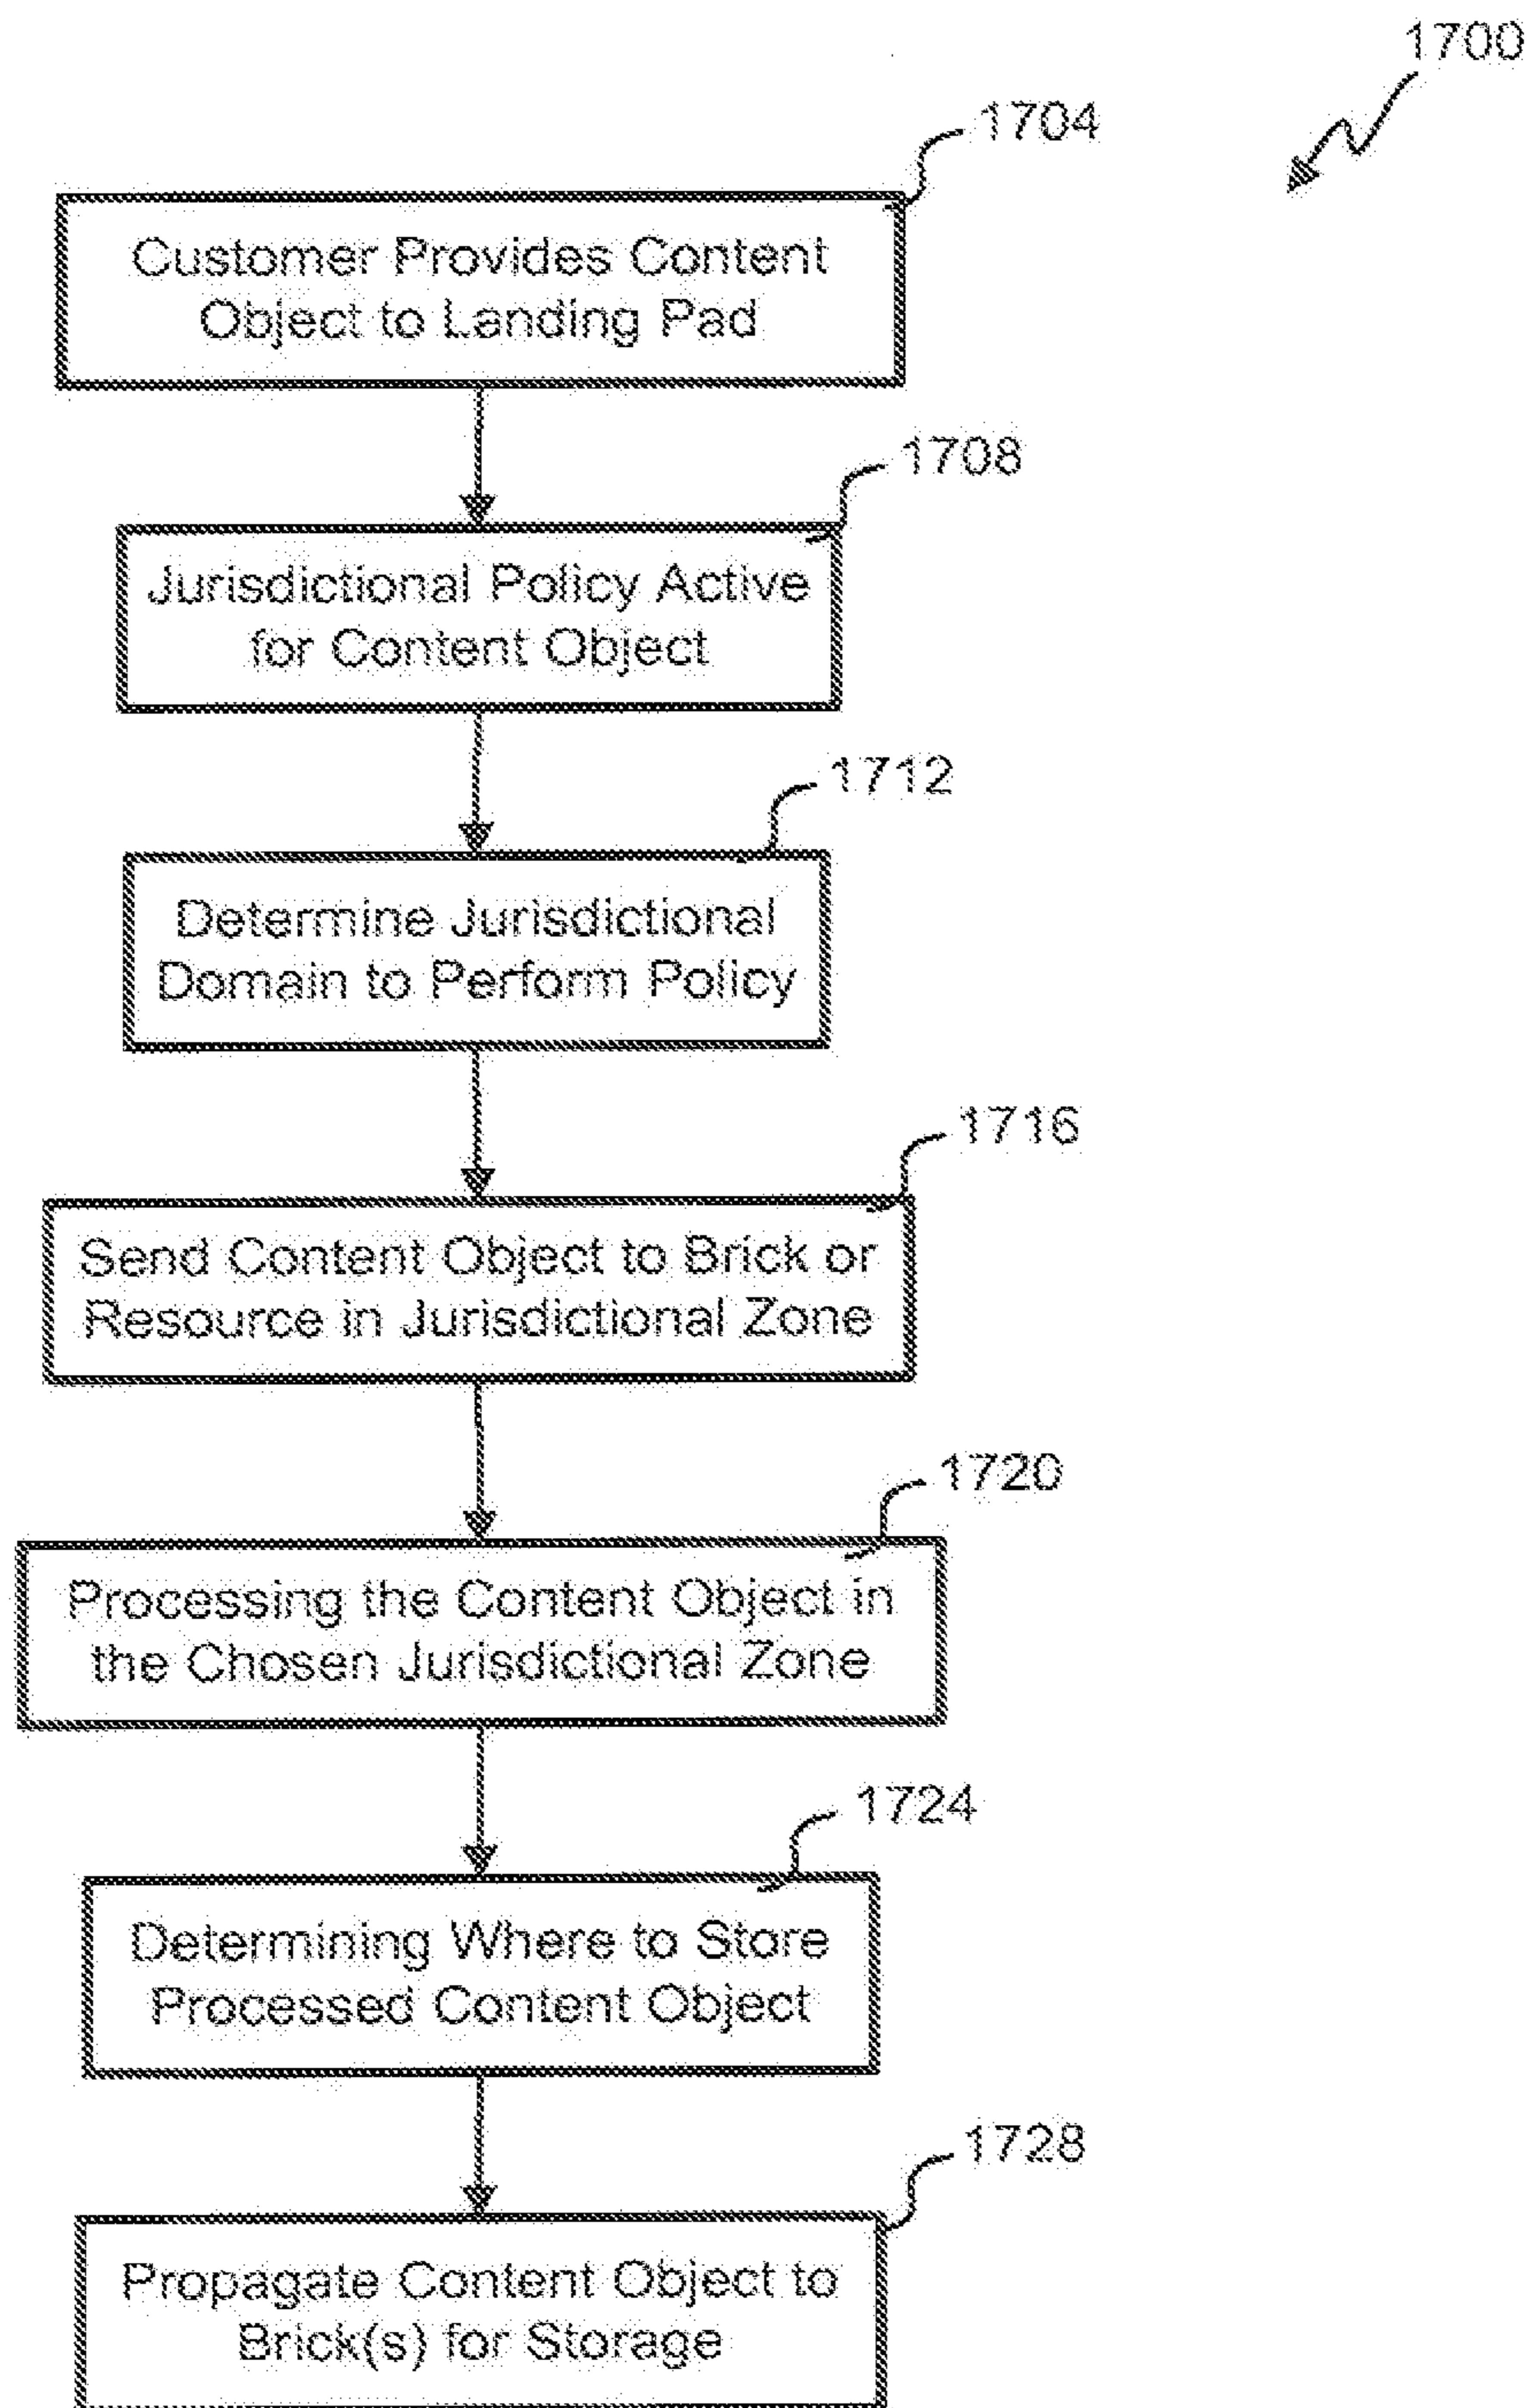 1700
1704
Customer Provides Content
Object to Landing Pad
1708
Jurisdictional Policy Active
for Content Object
1712
Determine Jurisdictional
Domain to Perform Policy
1716
Send Content Object to Brick or
Resource in Jurisdictional Zone
1720
Processing the Content Object in
the Chosen Jurisdictional Zone
1724
Determining Where to Store
Processed Content Object
1728
Propagate Content Object to
Brick(s) for Storage